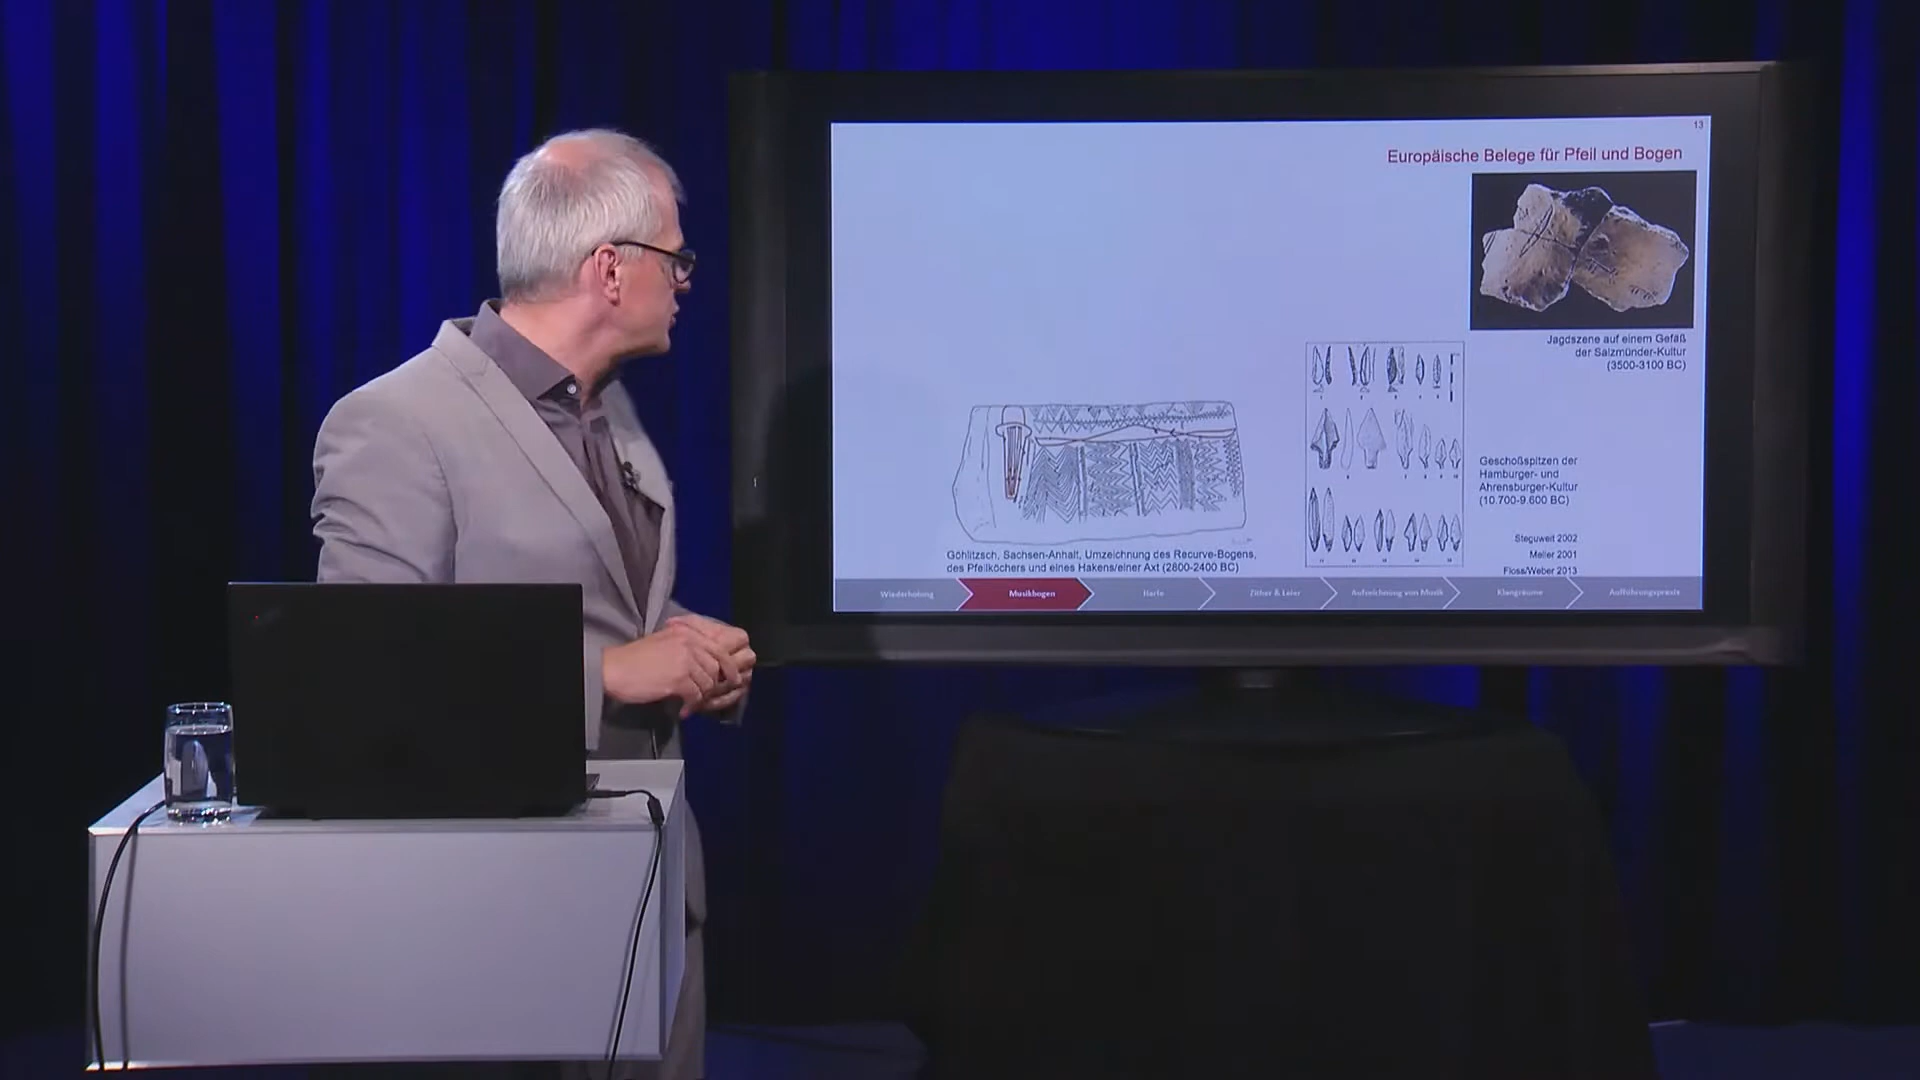 13
Europäische Belege für Pfeil und Bogen
Jagdszene auf einem Gefäß
der Salzmünder-Kultur
(3500-3100 BC)
Geschoßspitzen der
Hamburger- und
Ahrensburger-Kultur
(10.700-9.600 BC)
Steguweit 2002
Meller 2001
Floss/Weber 2013
Göhlitzsch, Sachsen-Anhalt, Umzeichnung des Recurve-Bogens,
des Pfeilköchers und eines Hakens/einer Axt (2800-2400 BC)
Wiederholung
Musikbogen
Harfe
Zither & Leier
Aufzeichnung von Musik
Klangräume
Aufführungspraxis